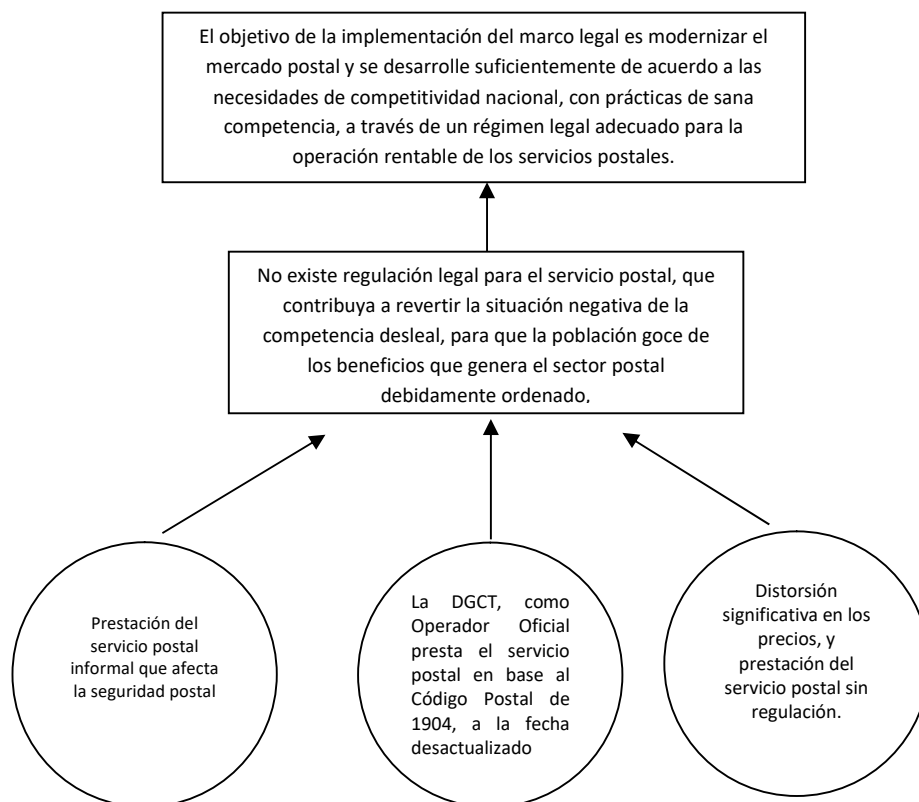 El objetivo de la implementación del marco legal es modernizar el
mercado postal y se desarrolle suficientemente de acuerdo a las
necesidades de competitividad nacional, con prácticas de sana
competencia, a través de un régimen legal adecuado para la
operación rentable de los servicios postales.
No existe regulación legal para el servicio postal, que
contribuya a revertir la situación negativa de la
competencia desleal, para que la población goce de
los beneficios que genera el sector postal
debidamente ordenado.
Prestación del
servicio postal
informal que afecta
la seguridad postal
La DGCT, como
Operador Oficial
presta el servicio
postal en base al
Código Postal de
1904, a la fecha
desactualizado
Distorsión
significativa en los
precios, y
prestación del
servicio postal sin
regulación.